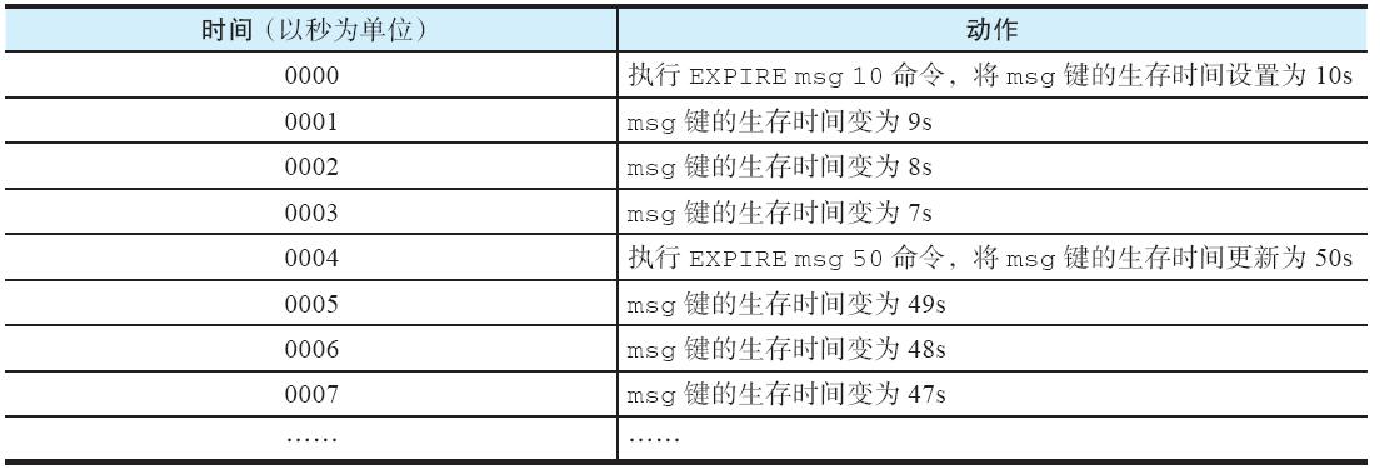 时间（以秒为单位） 动作
0000 执行 EXPIRE msg 10 命令，将 msg 键的生存时间设置为 10s
0001 msg 键的生存时间变为 9s
0002 msg 键的生存时间变为 8s
0003 msg 键的生存时间变为 7s
0004 执行 EXPIRE msg 50 命令，将 msg 键的生存时间更新为 50s
0005 msg 键的生存时间变为 49s
0006 msg 键的生存时间变为 48s
0007 msg 键的生存时间变为 47s
…… ……